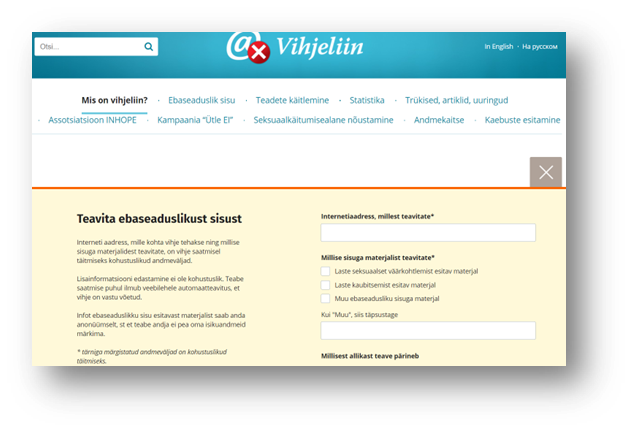 Otsi...
@ Vihjeliin
In English · На русском
Mis on vihjeliin? · Ebaseaduslik sisu · Teadete käitlemine · Statistika · Trükised, artiklid, uuringud
· Assotsiatsioon INHOPE · Kampaania “Ütle EI” · Seksuaalkäitumisealane nõustamine · Andmekaitse · Kaebuste esitamine
Teavita ebaseaduslikust sisust
Interneti aadress, mille kohta vihje tehakse ning millise
sisuga materjalidest teavitate, on vihje saatmisel
täitmiseks kohustuslikud andmeväljad.
Lisainformatsiooni edastamine ei ole kohustuslik. Teabe
saatmise puhul ilmub veebilehele automaatteavitus, et
vihje on vastu võetud.
Infot ebaseaduslikku sisu esitavast materjalist saab anda
anonüümselt, st et teabe andja ei pea oma isikuandmeid
märkima.
* tärniga märgistatud andmeväljad on kohustuslikud
täitmiseks.
Internetiaadress, millest teavitate*
Millise sisuga materjalist teavitate*
Laste seksuaalset väärkohtlemist esitav materjal
Laste kaubitsemist esitav materjal
Muu ebaseadusliku sisuga materjal
Kui "Muu", siis täpsustage
Millisest allikast teave pärineb